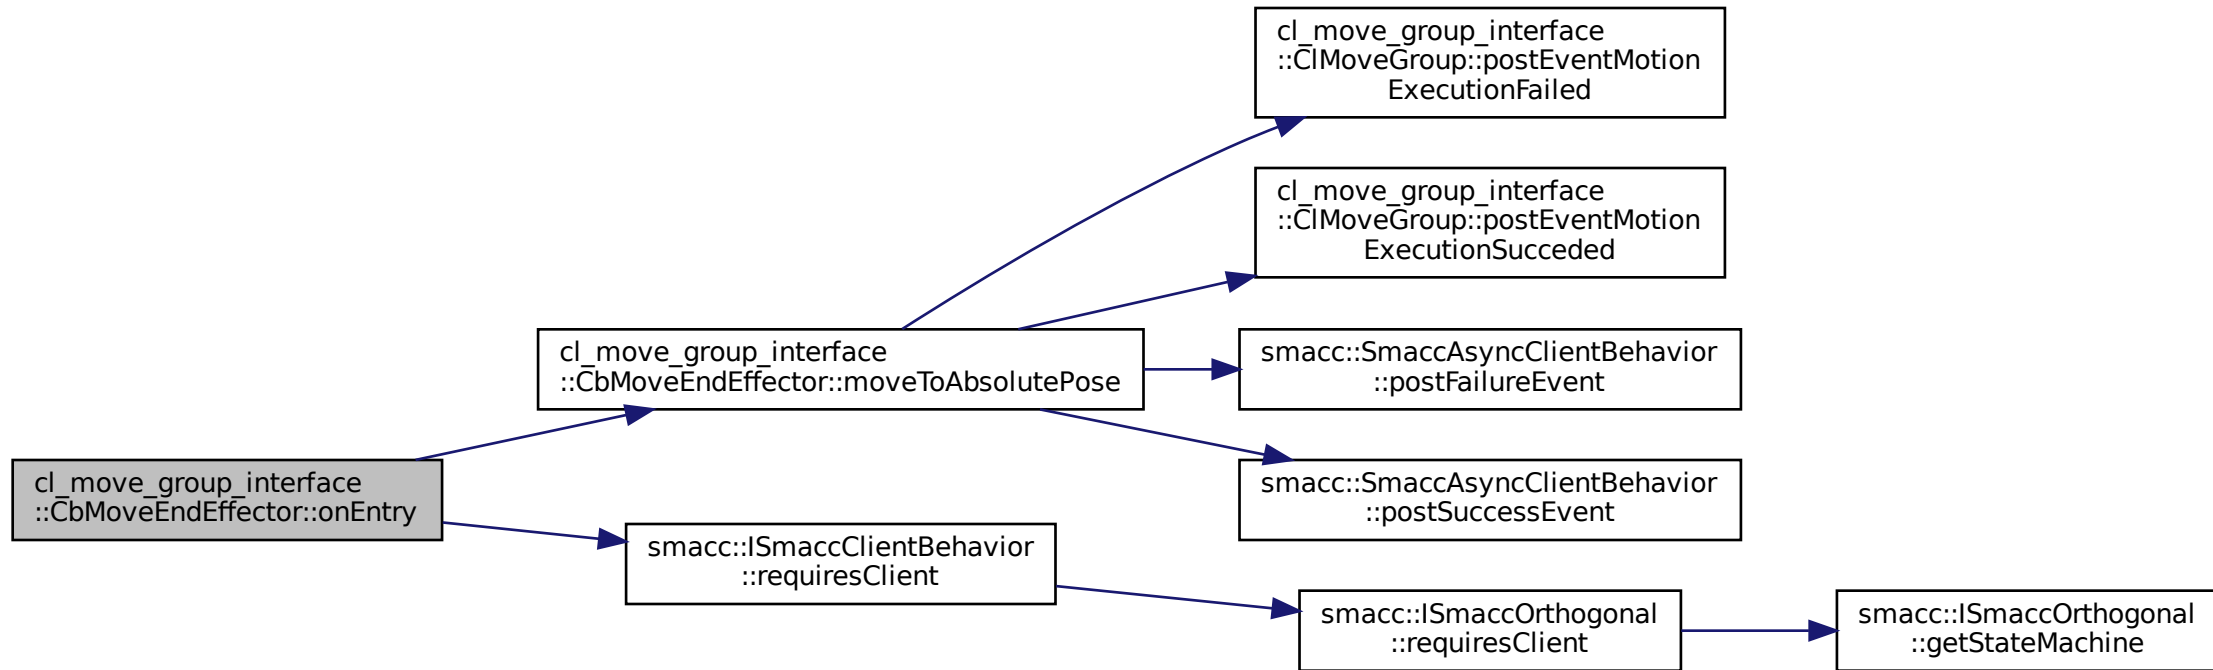 cl_move_group_interface
::ClMoveGroup::postEventMotion
ExecutionFailed
cl_move_group_interface
::ClMoveGroup::postEventMotion
ExecutionSucceded
cl_move_group_interface
::CbMoveEndEffector::moveToAbsolutePose
smacc::SmaccAsyncClientBehavior
::postFailureEvent
cl_move_group_interface
::CbMoveEndEffector::onEntry
smacc::SmaccAsyncClientBehavior
::postSuccessEvent
smacc::ISmaccClientBehavior
::requiresClient
smacc::ISmaccOrthogonal
::requiresClient
smacc::ISmaccOrthogonal
::getStateMachine